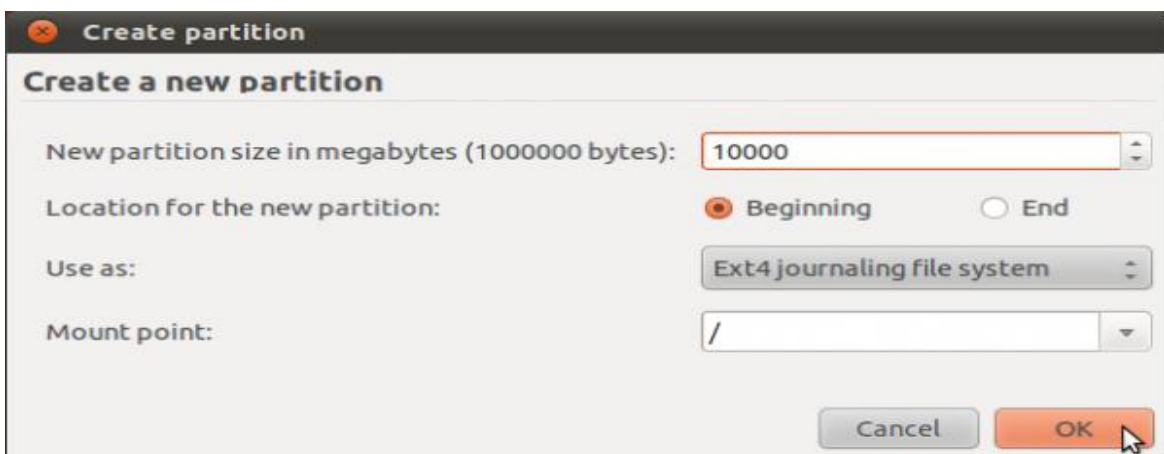 Create partition
Create a new partition
New partition size in megabytes (1000000 bytes): 10000
Location for the new partition: Beginning End
Use as: Ext4 journaling file system
Mount point: /
Cancel OK